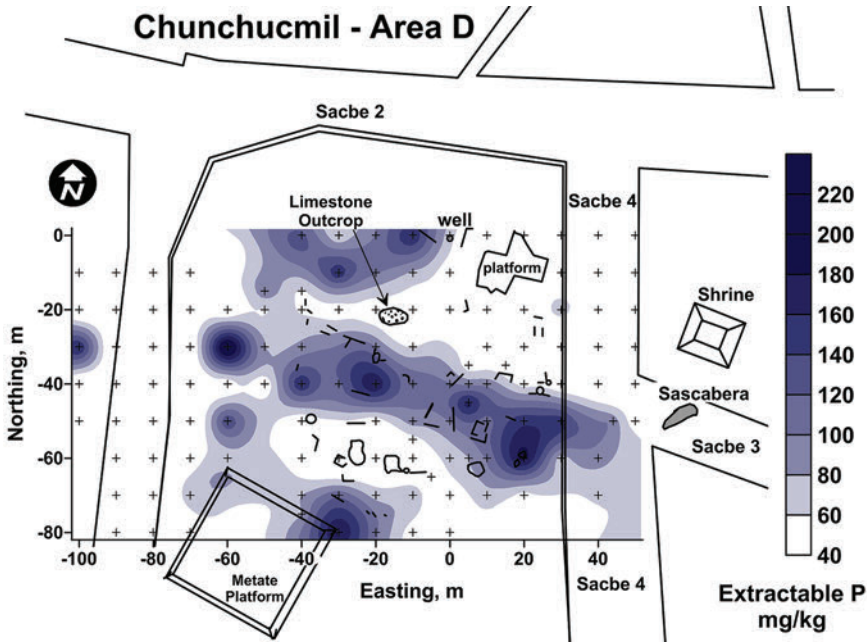 Chunchucmil - Area D
Sacbe 2
N
Limestone
Outcrop
well
Sacbe 4
platform
Shrine
Sascabera
Sacbe 3
Metate
Platform
Sacbe 4
Northing, m
0
-20
-40
-60
-80
-100 -80 -60 -40 -20 0 20 40
Easting, m
220
200
180
160
140
120
100
80
60
40
Extractable P
mg/kg